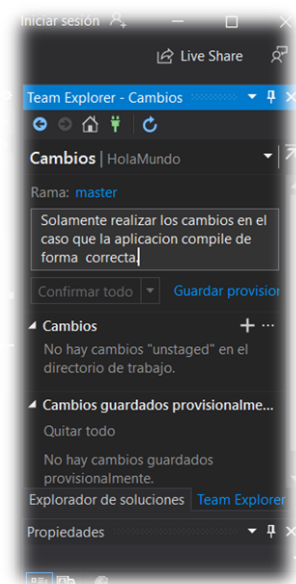 Iniciar sesión
Live Share
Team Explorer - Cambios
Cambios | HolaMundo
Rama: master
Solamente realizar los cambios en el
caso que la aplicacion compile de
forma correcta.
Confirmar todo Guardar provision
Cambios
No hay cambios "unstaged" en el
directorio de trabajo.
Cambios guardados provisionalme...
Quitar todo
No hay cambios guardados
provisionalmente.
Explorador de soluciones Team Explorer
Propiedades